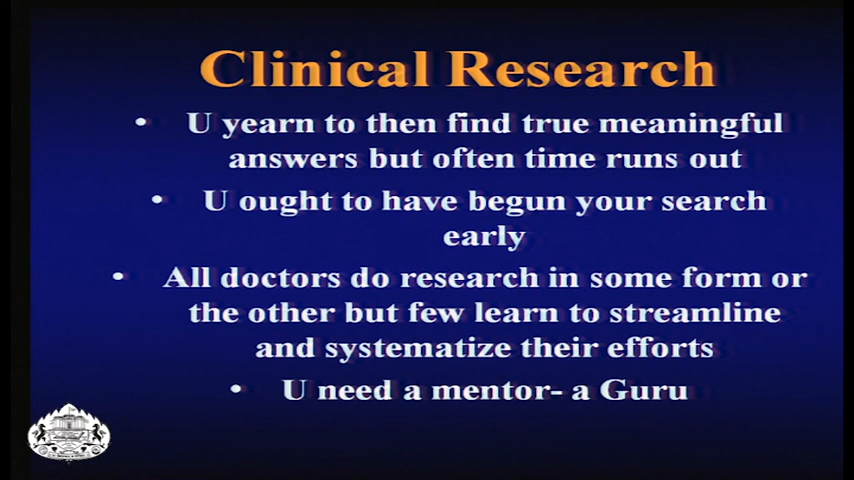 Clinical Research
• U yearn to then find true meaningful
answers but often time runs out
• U ought to have begun your search
early
• All doctors do research in some form or
the other but few learn to streamline
and systematize their efforts
• U need a mentor- a Guru